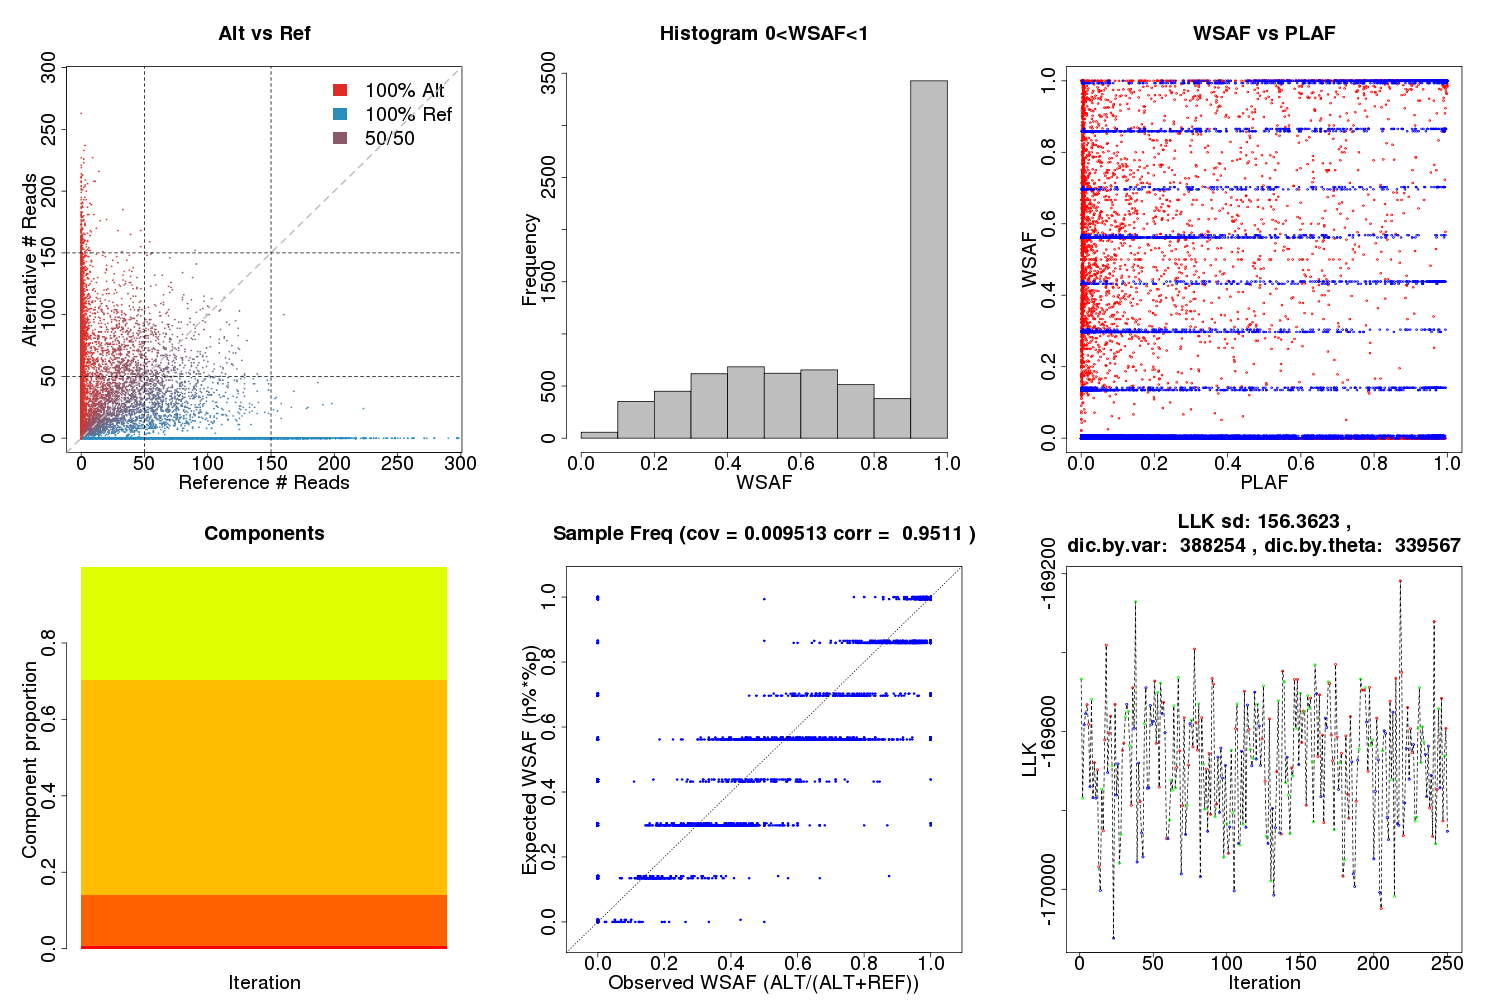 Alt vs Ref
300
250
200
150
100
50
0
Alternative # Reads
100% Alt
100% Ref
50/50
0 50 100 150 200 250 300
Reference # Reads
Histogram 0<WSAF<1
3500
2500
1500
500
0
Frequency
0.0 0.2 0.4 0.6 0.8 1.0
WSAF
WSAF vs PLAF
1.0
0.8
0.6
0.4
0.2
0.0
WSAF
0.0 0.2 0.4 0.6 0.8 1.0
PLAF
Components
0.8
0.6
0.4
0.2
0.0
Component proportion
Iteration
Sample Freq (cov = 0.009513 corr = 0.9511 )
1.0
0.8
0.6
0.4
0.2
0.0
Expected WSAF (h%*%p)
0.0 0.2 0.4 0.6 0.8 1.0
Observed WSAF (ALT/(ALT+REF))
LLK sd: 156.3623 ,
dic.by.var: 388254 , dic.by.theta: 339567
-169200
-169600
-170000
LLK
0 50 100 150 200 250
Iteration